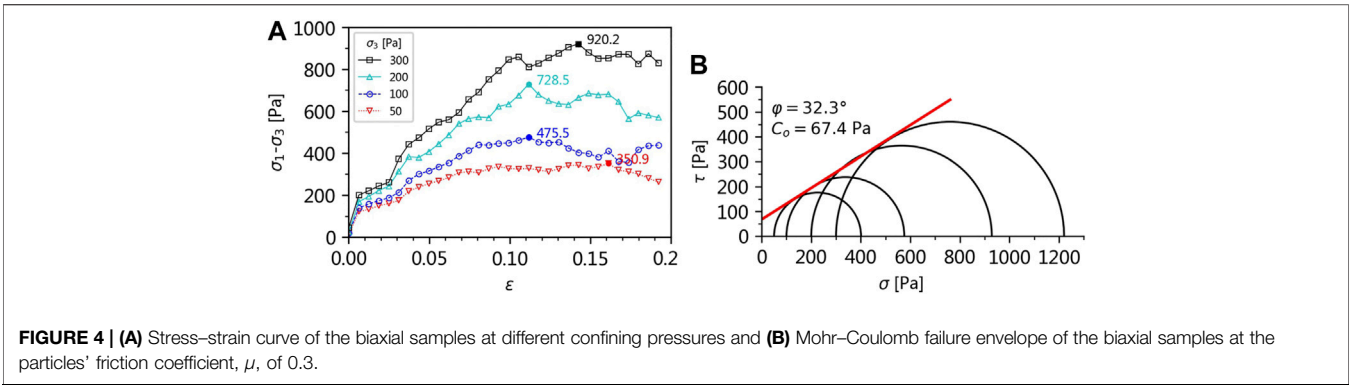 A
1000
800
600
400
200
0
σ1-σ3 [Pa]
σ3 [Pa]
300
200
100
50
920.2
728.5
475.5
350.9
0.00 0.05 0.10 0.15 0.2
ε
B
600
500
400
300
200
100
0
τ [Pa]
φ = 32.3°
Co = 67.4 Pa
0 200 400 600 800 1000 1200
σ [Pa]
FIGURE 4 | (A) Stress–strain curve of the biaxial samples at different confining pressures and (B) Mohr–Coulomb failure envelope of the biaxial samples at the
particles’ friction coefficient, μ, of 0.3.